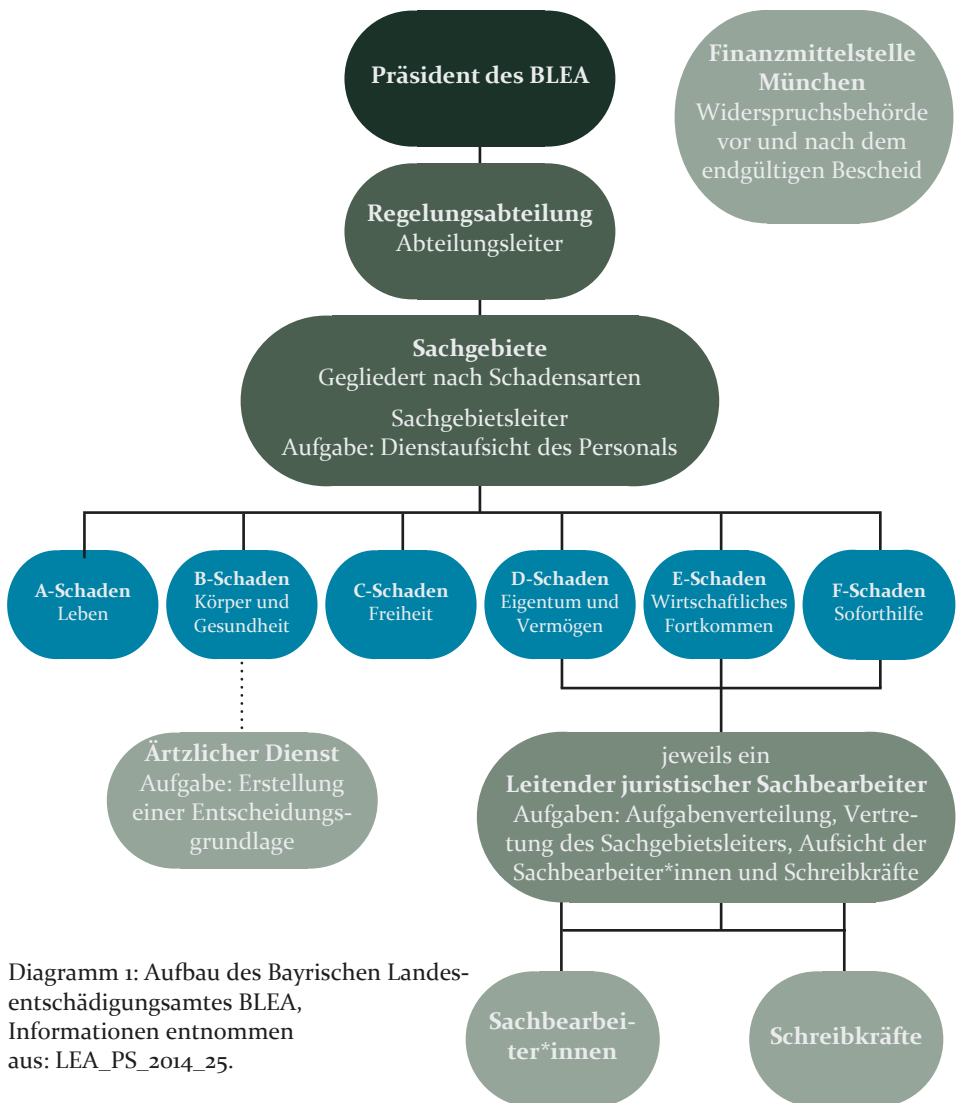 Präsident des BLEA
Finanzmittelstelle
München
Widerspruchsbehörde
vor und nach dem
endgültigen Bescheid
Regelungsabteilung
Abteilungsleiter
Sachgebiete
Gegliedert nach Schadensarten
Sachgebietsleiter
Aufgabe: Dienstaufsicht des Personals
A-Schaden
Leben
B-Schaden
Körper und
Gesundheit
C-Schaden
Freiheit
D-Schaden
Eigentum und
Vermögen
E-Schaden
Wirtschaftliches
Fortkommen
F-Schaden
Soforthilfe
Ärtzlicher Dienst
Aufgabe: Erstellung
einer Entscheidungs-
grundlage
jeweils ein
Leitender juristischer Sachbearbeiter
Aufgaben: Aufgabenverteilung, Vertre-
tung des Sachgebietsleiters, Aufsicht der
Sachbearbeiter*innen und Schreibkräfte
Sachbearbei-
ter*innen
Schreibkräfte
Diagramm 1: Aufbau des Bayrischen Landes-
entschädigungsamtes BLEA,
Informationen entnommen
aus: LEA_PS_2014_25.